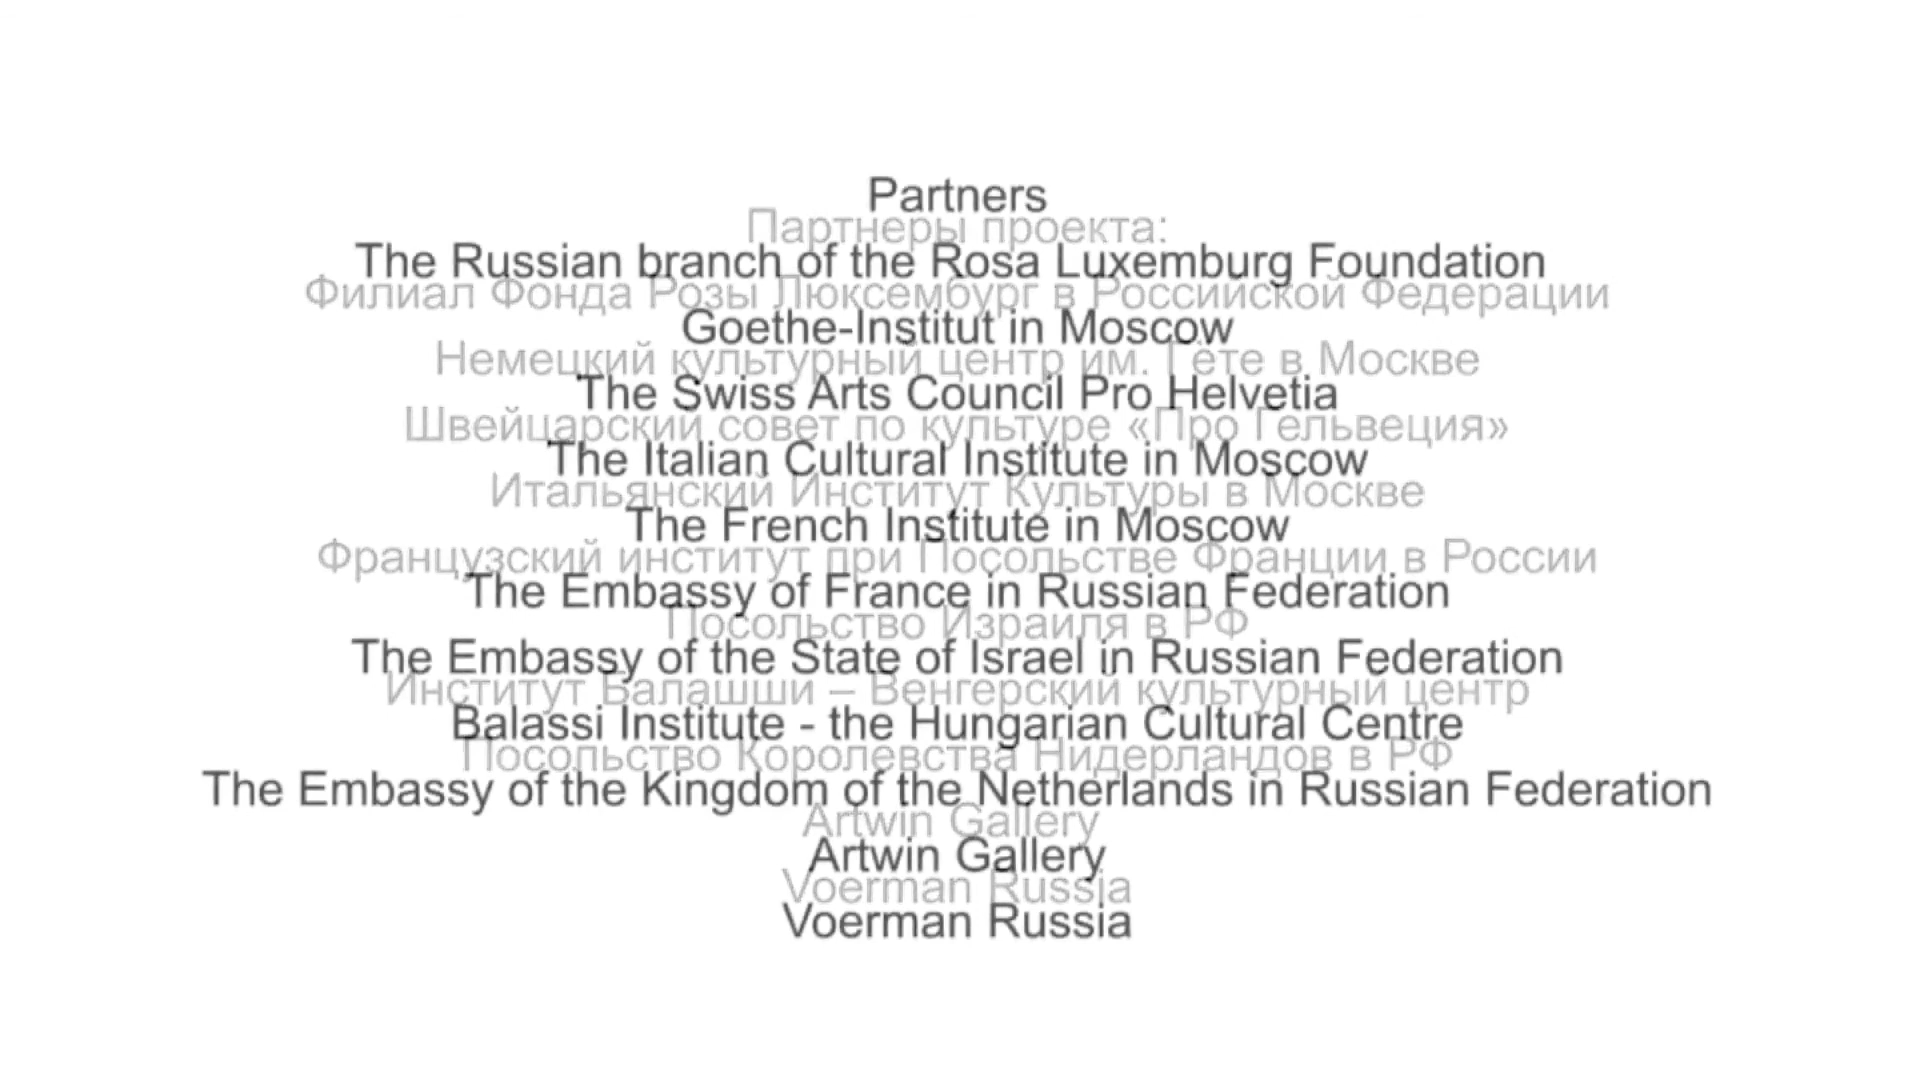 Partners
Партнеры проекта:
The Russian branch of the Rosa Luxemburg Foundation
Филиал Фонда Розы Люксембург в Российской Федерации
Goethe-Institut in Moscow
Немецкий культурный центр им. Гёте в Москве
The Swiss Arts Council Pro Helvetia
Швейцарский совет по культуре «Про Гельвеция»
The Italian Cultural Institute in Moscow
Итальянский Институт Культуры в Москве
The French Institute in Moscow
Французский институт при Посольстве Франции в России
The Embassy of France in Russian Federation
Посольство Израиля в РФ
The Embassy of the State of Israel in Russian Federation
Институт Балашши – Венгерский культурный центр
Balassi Institute - the Hungarian Cultural Centre
Посольство Королевства Нидерландов в РФ
The Embassy of the Kingdom of the Netherlands in Russian Federation
Artwin Gallery
Artwin Gallery
Voerman Russia
Voerman Russia